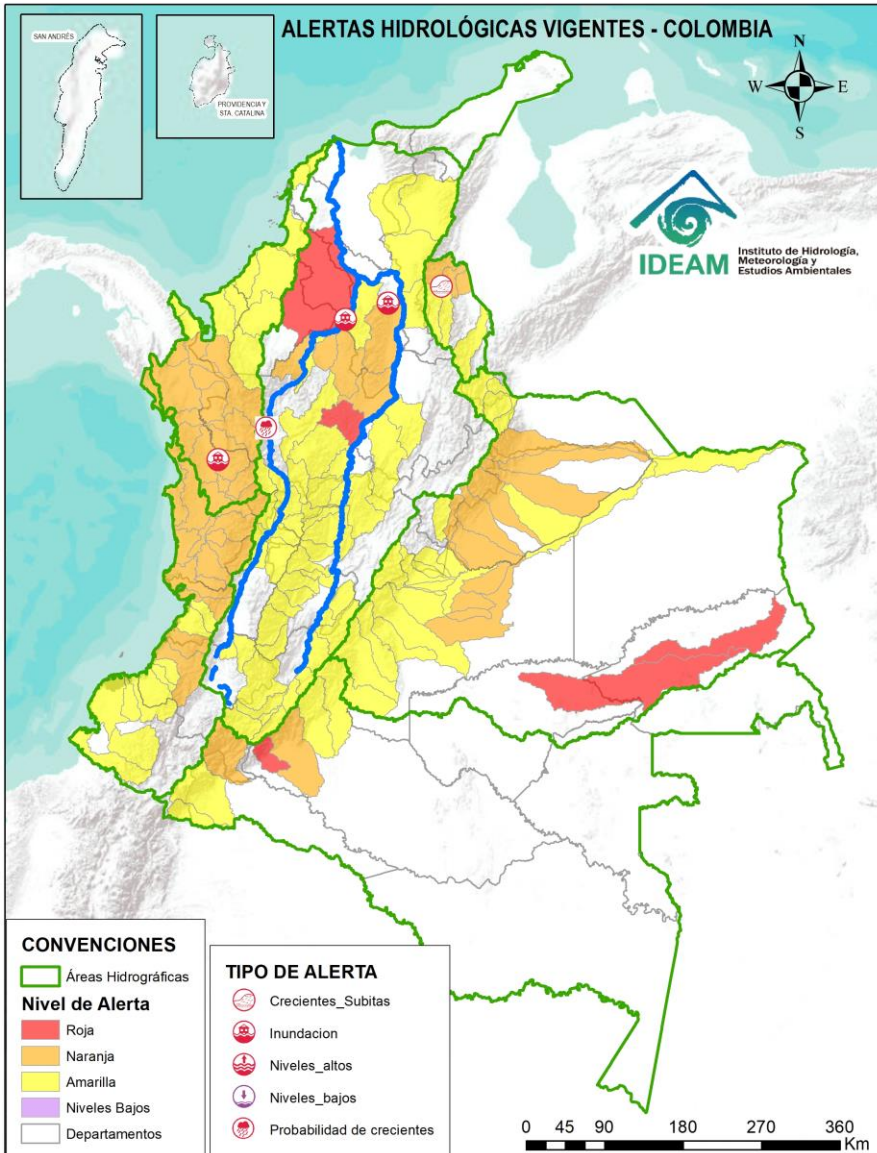 ALERTAS HIDROLÓGICAS VIGENTES - COLOMBIA
SAN ANDRÉS
PROVIDENCIA Y
STA. CATALINA
N
W
E
S
IDEAM
Instituto de Hidrología,
Meteorología y
Estudios Ambientales
CONVENCIONES
Áreas Hidrográficas
Nivel de Alerta
Roja
Naranja
Amarilla
Niveles Bajos
Departamentos
TIPO DE ALERTA
Crecientes_Subitas
Inundacion
Niveles_altos
Niveles_bajos
Probabilidad de crecientes
0 45 90 180 270 360
Km